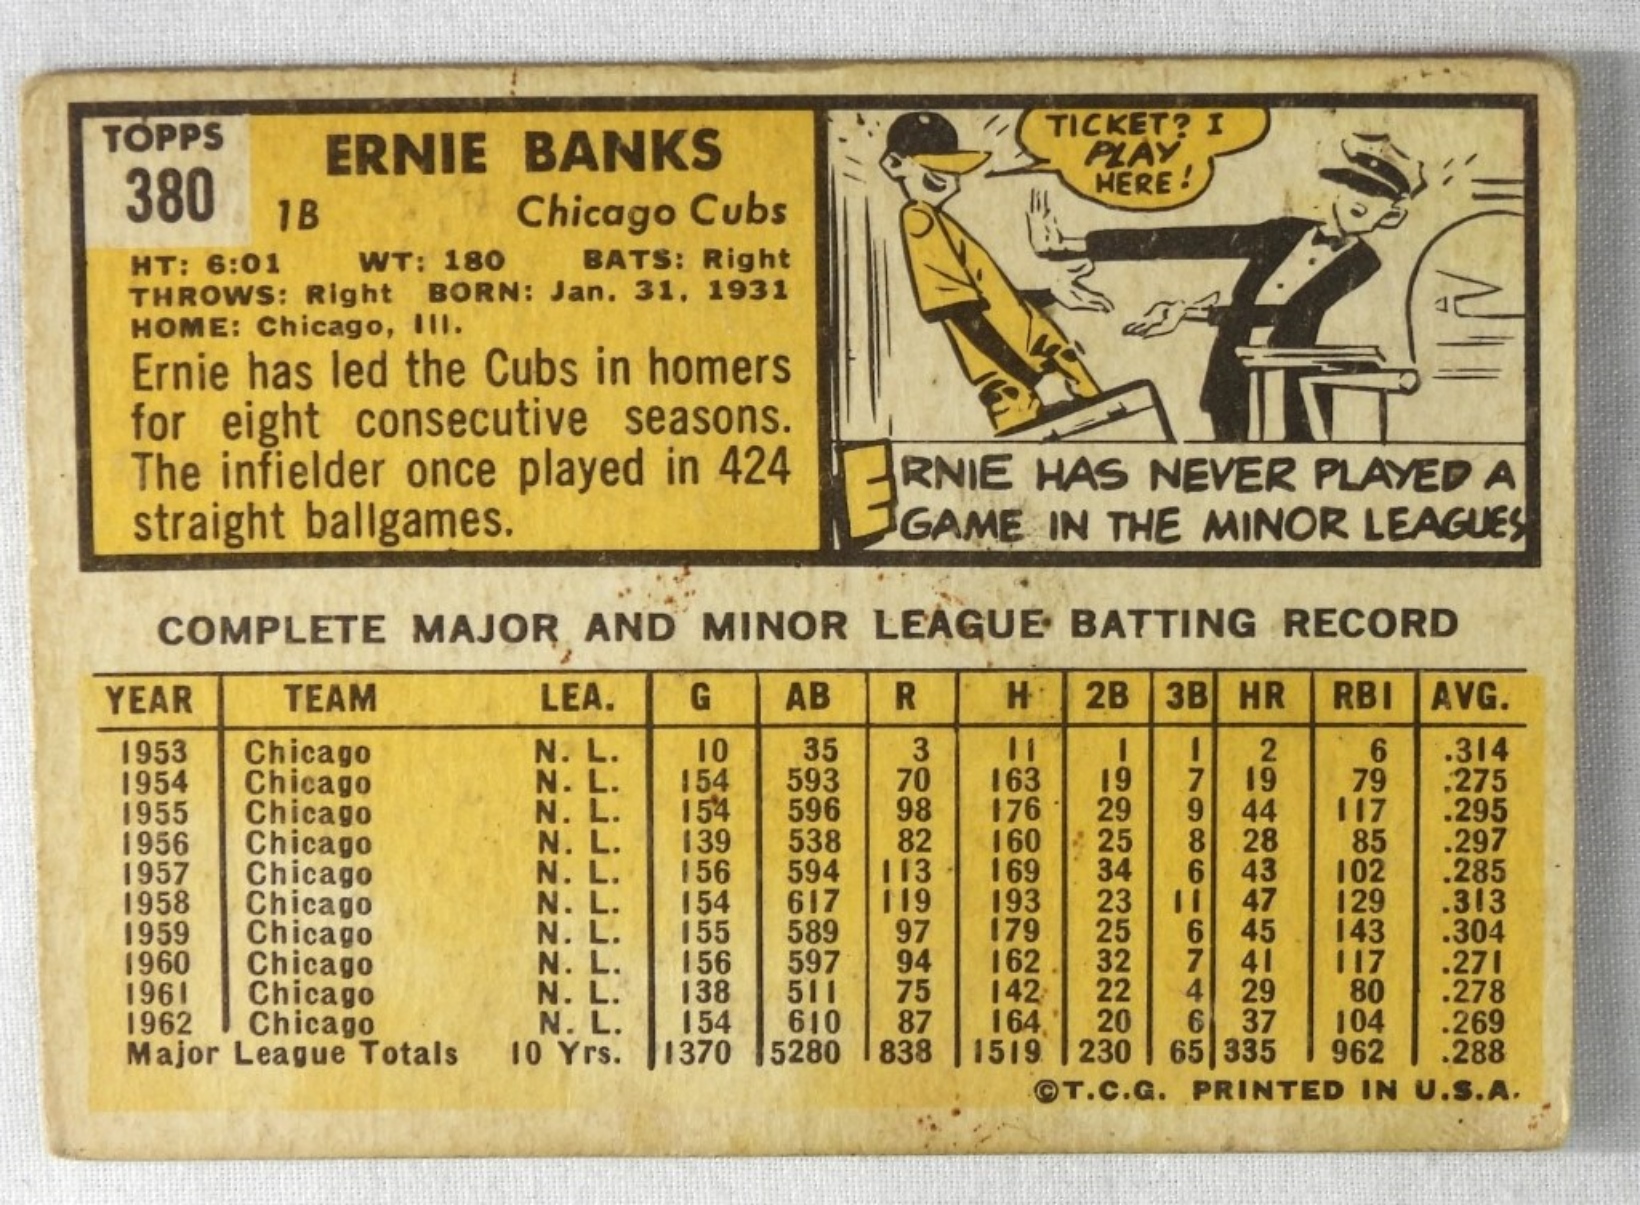 TOPPS
380
ERNIE BANKS
1B Chicago Cubs
HT: 6:01 WT: 180 BATS: Right
THROWS: Right BORN: Jan. 31, 1931
HOME: Chicago, Ill.
Ernie has led the Cubs in homers
for eight consecutive seasons.
The infielder once played in 424
straight ballgames.
TICKET? I
PLAY
HERE!
ERNIE HAS NEVER PLAYED A
GAME IN THE MINOR LEAGUES
COMPLETE MAJOR AND MINOR LEAGUE BATTING RECORD
YEAR TEAM LEA. G AB R H 2B 3B HR RBI AVG.
1953 Chicago N. L. 10 35 3 11 1 1 2 6 .314
1954 Chicago N. L. 154 593 70 163 19 7 19 79 .275
1955 Chicago N. L. 154 596 98 176 29 9 44 117 .295
1956 Chicago N. L. 139 538 82 160 25 8 28 85 .297
1957 Chicago N. L. 156 594 113 169 34 6 43 102 .285
1958 Chicago N. L. 154 617 119 193 23 11 47 129 .313
1959 Chicago N. L. 155 589 97 179 25 6 45 143 .304
1960 Chicago N. L. 156 597 94 162 32 7 41 117 .271
1961 Chicago N. L. 138 511 75 142 22 4 29 80 .278
1962 Chicago N. L. 154 610 87 164 20 6 37 104 .269
Major League Totals 10 Yrs. 1370 5280 838 1519 230 65 335 962 .288
©T.C.G. PRINTED IN U.S.A.